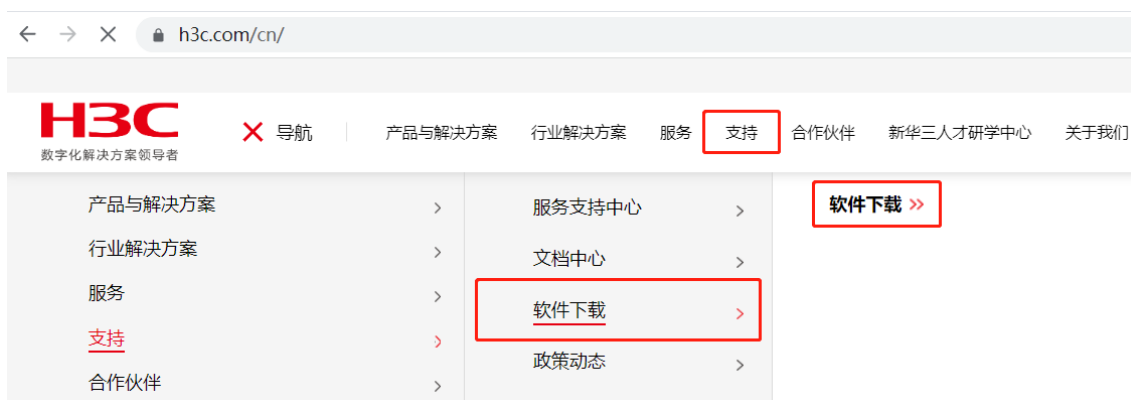 h3c.com/cn/
H3C
数字化解决方案领导者
导航
产品与解决方案 行业解决方案 服务 支持 合作伙伴 新华三人才研学中心 关于我们
产品与解决方案
行业解决方案
服务
支持
合作伙伴
服务支持中心
文档中心
软件下载
政策动态
软件下载 >>